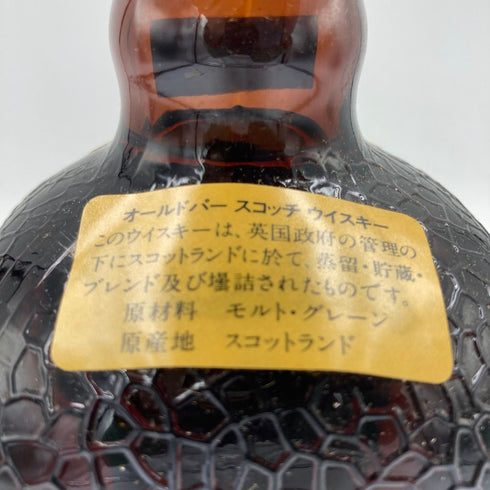 オールドパー スコッチ ウイスキー
このウイスキーは、英国政府の管理の
下にスコットランドに於て、蒸留・貯蔵・
ブレンド及び壜詰されたものです。
原材料 モルト・グレーン
原産地 スコットランド